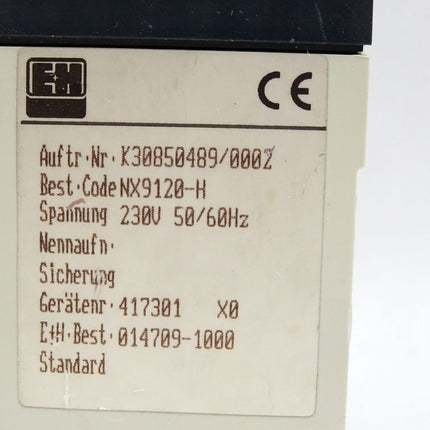 E+H
CE
Auftr.Nr. K30850489/0002
Best.Code NX9120-H
Spannung 230V 50/60Hz
Nennaufn.
Sicherung
Gerätenr. 417301 X0
E+H.Best. 014709-1000
Standard